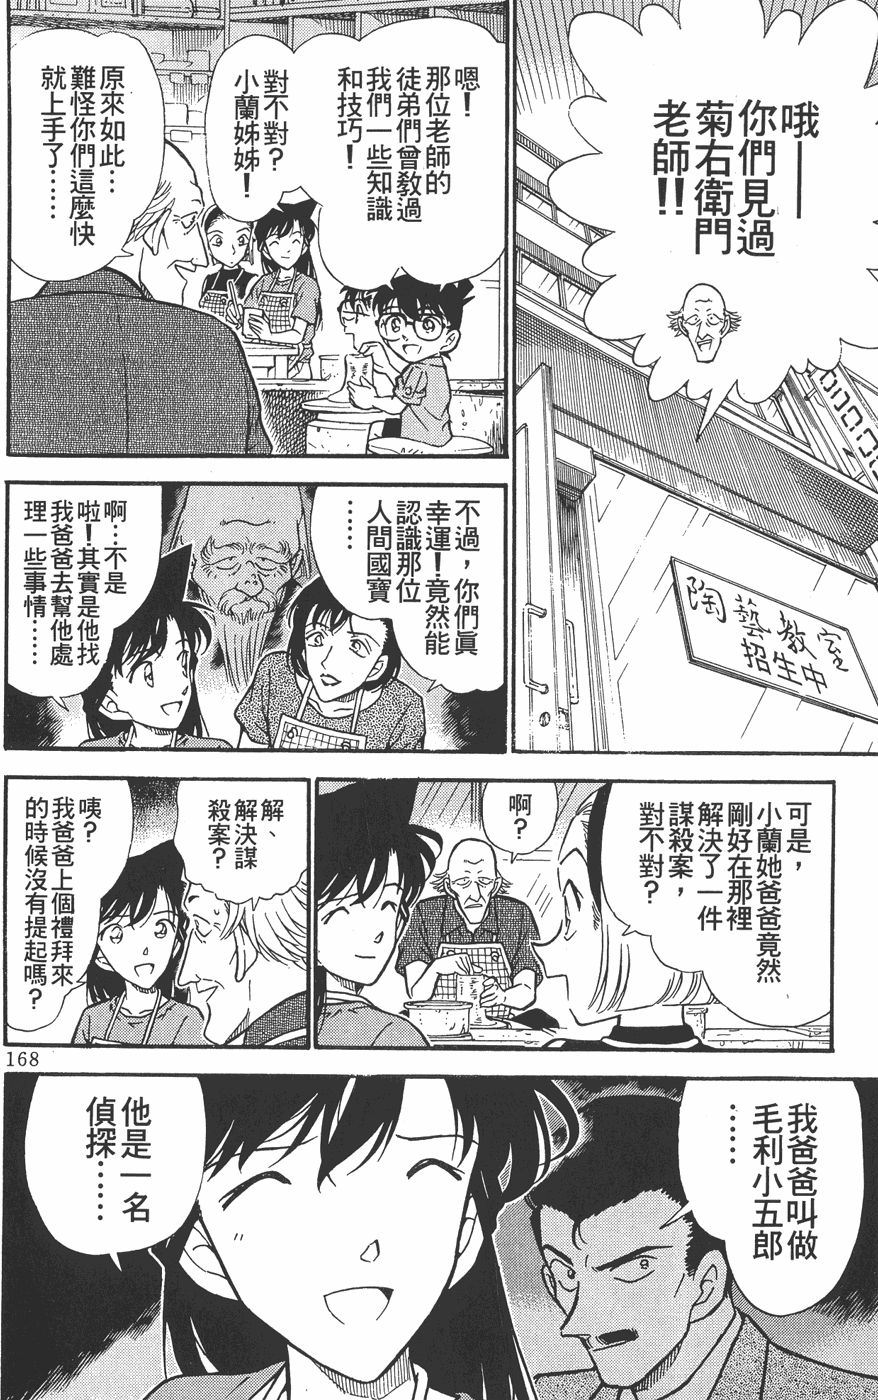 哦──
你們見過
菊右衛門
老師!!
陶藝教室
招生中
嗯!
那位老師的
徒弟們曾教過
我們一些知識
和技巧!
對不對?
小蘭姊姊!
原來如此…
難怪你們這麼快
就上手了……
不過,你們真
幸運!竟然能
認識那位
人間國寶
……
啊…不是
啦!其實是他找
我爸爸去幫他處
理一些事情……
可是,
小蘭她爸爸竟然
剛好在那裡
解決了一件
謀殺案,
對不對?
啊?
解、
解決謀
殺案?
咦?
我爸爸上個禮拜來
的時候沒有提起嗎?
168
我爸爸叫做
毛利小五郎
……
他是一名
偵探……